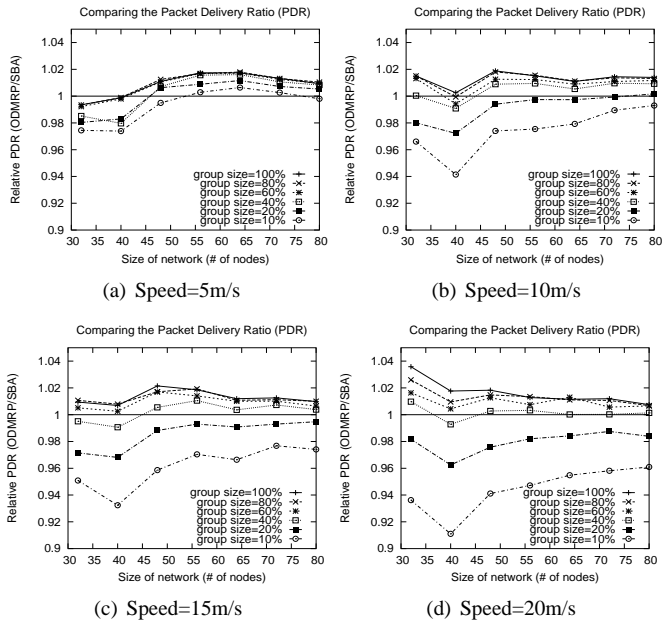 Comparing the Packet Delivery Ratio (PDR)
Relative PDR (ODMRP/SBA)
1.04
1.02
1
0.98
0.96
0.94
0.92
0.9
group size=100%
group size=80%
group size=60%
group size=40%
group size=20%
group size=10%
30 35 40 45 50 55 60 65 70 75 80
Size of network (# of nodes)
(a) Speed=5m/s
Comparing the Packet Delivery Ratio (PDR)
Relative PDR (ODMRP/SBA)
1.04
1.02
1
0.98
0.96
0.94
0.92
0.9
group size=100%
group size=80%
group size=60%
group size=40%
group size=20%
group size=10%
30 35 40 45 50 55 60 65 70 75 80
Size of network (# of nodes)
(b) Speed=10m/s
Comparing the Packet Delivery Ratio (PDR)
Relative PDR (ODMRP/SBA)
1.04
1.02
1
0.98
0.96
0.94
0.92
0.9
group size=100%
group size=80%
group size=60%
group size=40%
group size=20%
group size=10%
30 35 40 45 50 55 60 65 70 75 80
Size of network (# of nodes)
(c) Speed=15m/s
Comparing the Packet Delivery Ratio (PDR)
Relative PDR (ODMRP/SBA)
1.04
1.02
1
0.98
0.96
0.94
0.92
0.9
group size=100%
group size=80%
group size=60%
group size=40%
group size=20%
group size=10%
30 35 40 45 50 55 60 65 70 75 80
Size of network (# of nodes)
(d) Speed=20m/s